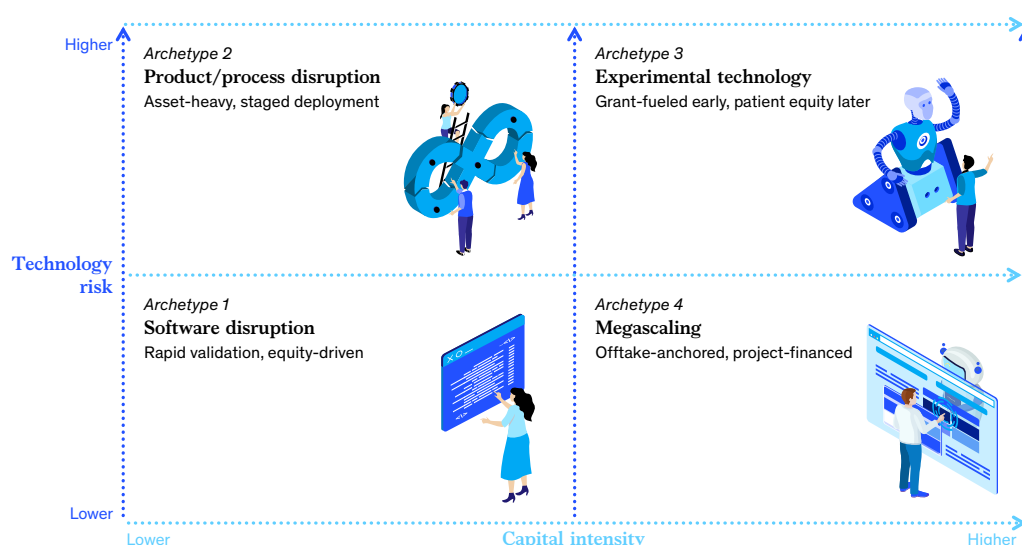 Higher
Archetype 2
Product/process disruption
Asset-heavy, staged deployment
Archetype 3
Experimental technology
Grant-fueled early, patient equity later
Technology
risk
Archetype 1
Software disruption
Rapid validation, equity-driven
Archetype 4
Megascaling
Offtake-anchored, project-financed
Lower
Lower
Capital intensity
Higher